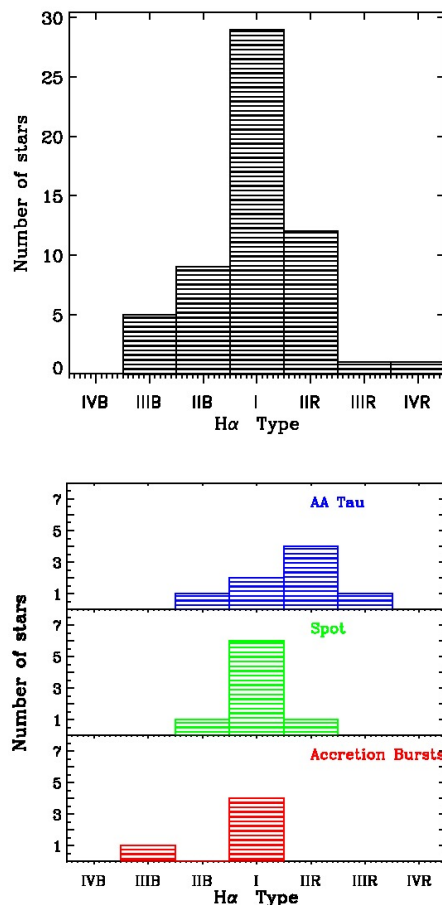 30
25
20
15
10
5
0
Number of stars
IVB IIIB IIB I IIR IIIR IVR
Hα Type
AA Tau
7
5
3
1
Spot
7
5
3
1
Accretion Bursts
7
5
3
1
Number of stars
IVB IIIB IIB I IIR IIIR IVR
Hα Type